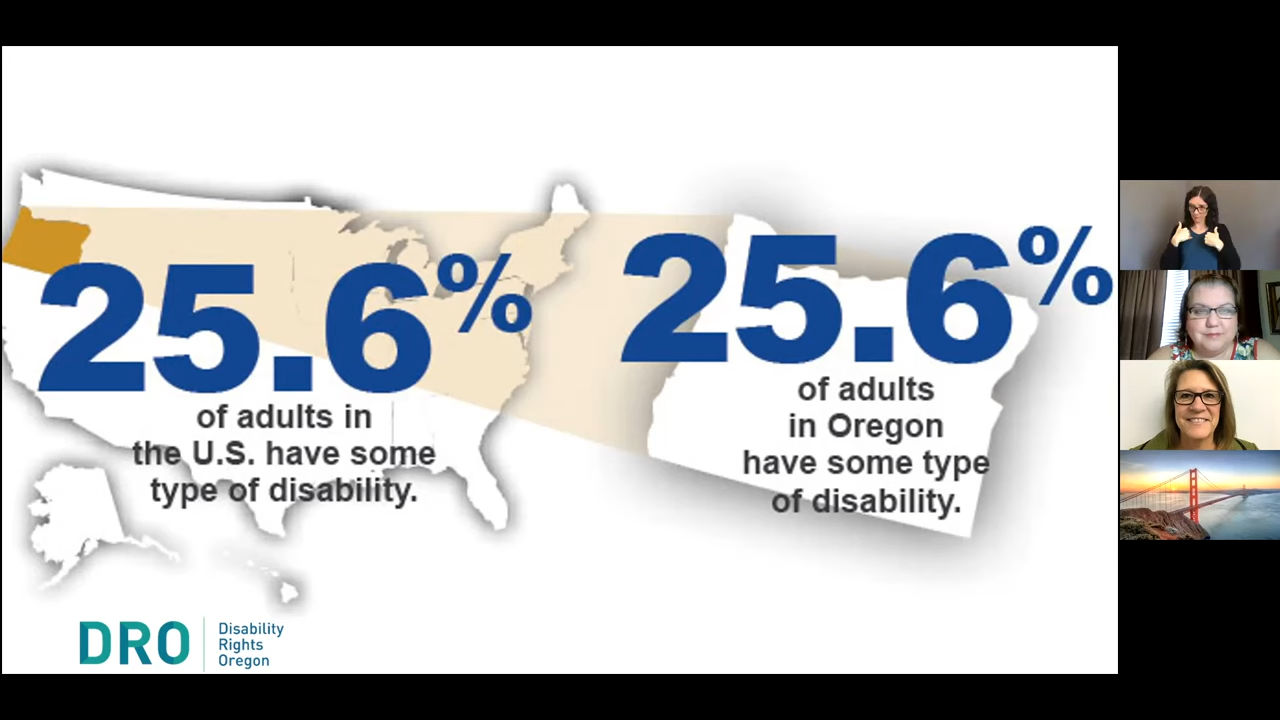 25.6%
of adults in
the U.S. have some
type of disability.
25.6%
of adults
in Oregon
have some type
of disability.
DRO
Disability
Rights
Oregon